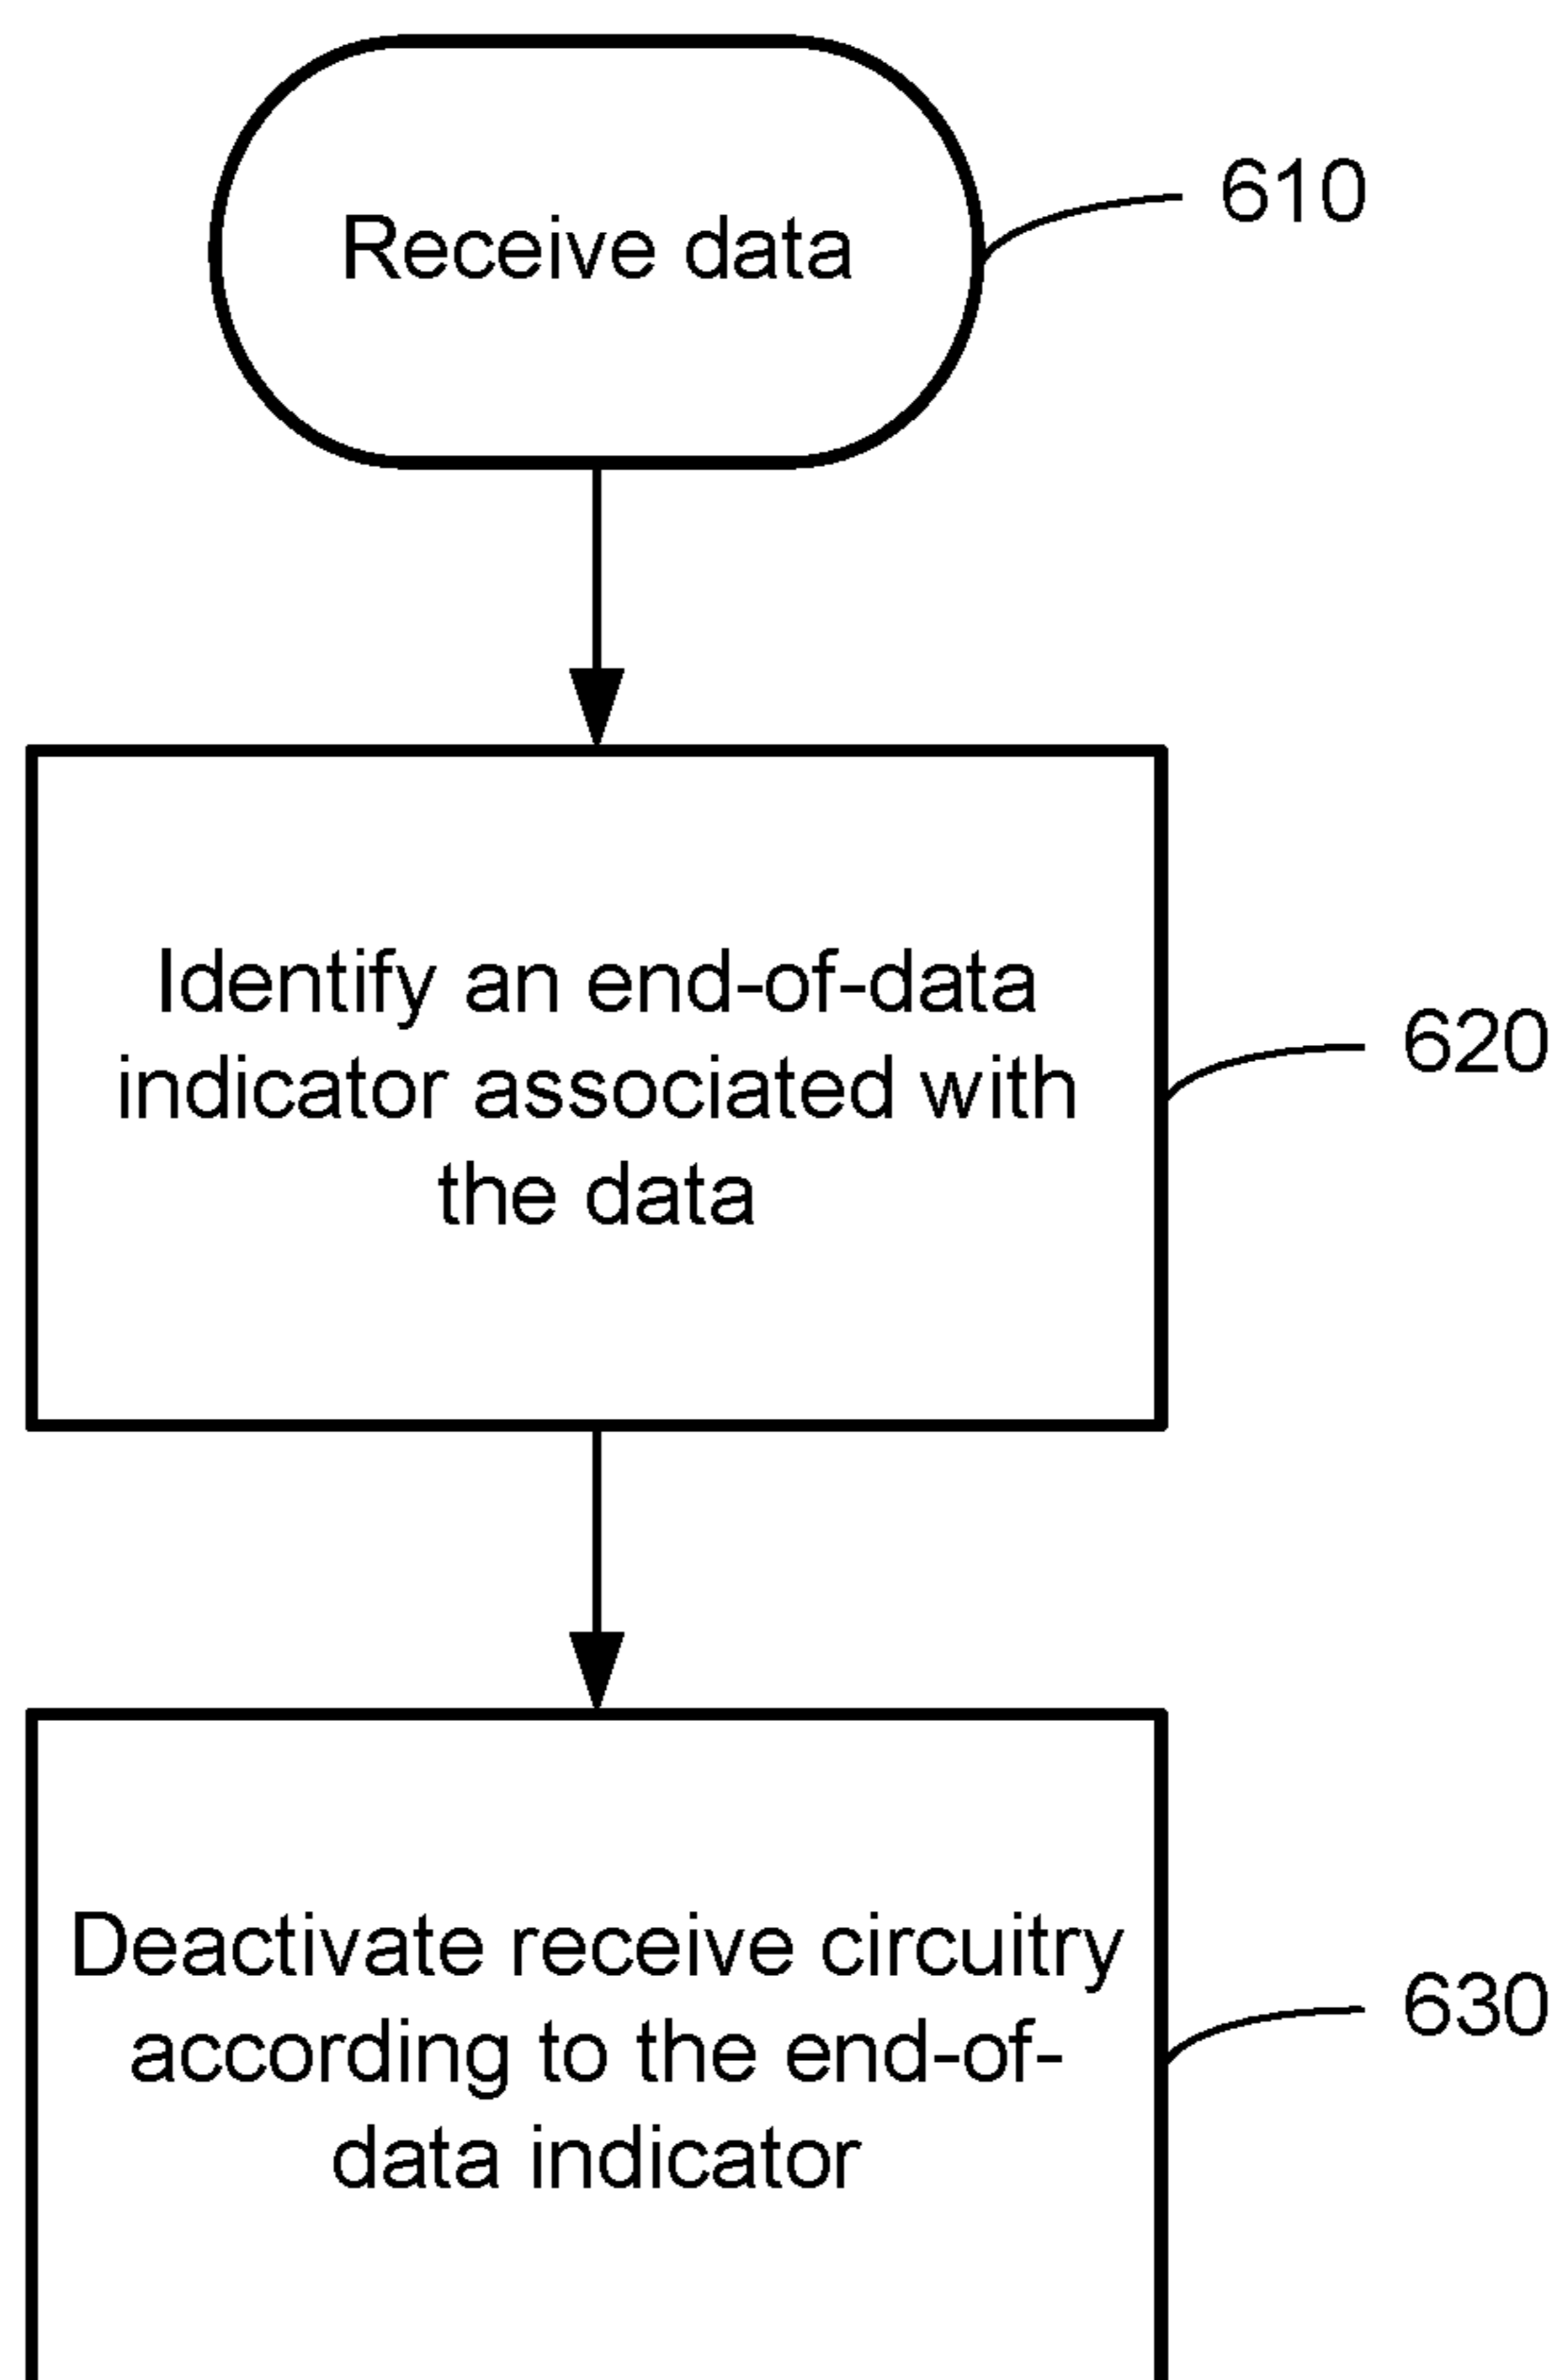 Receive data
610
Identify an end-of-data
indicator associated with
the data
620
Deactivate receive circuitry
according to the end-of-
data indicator
630